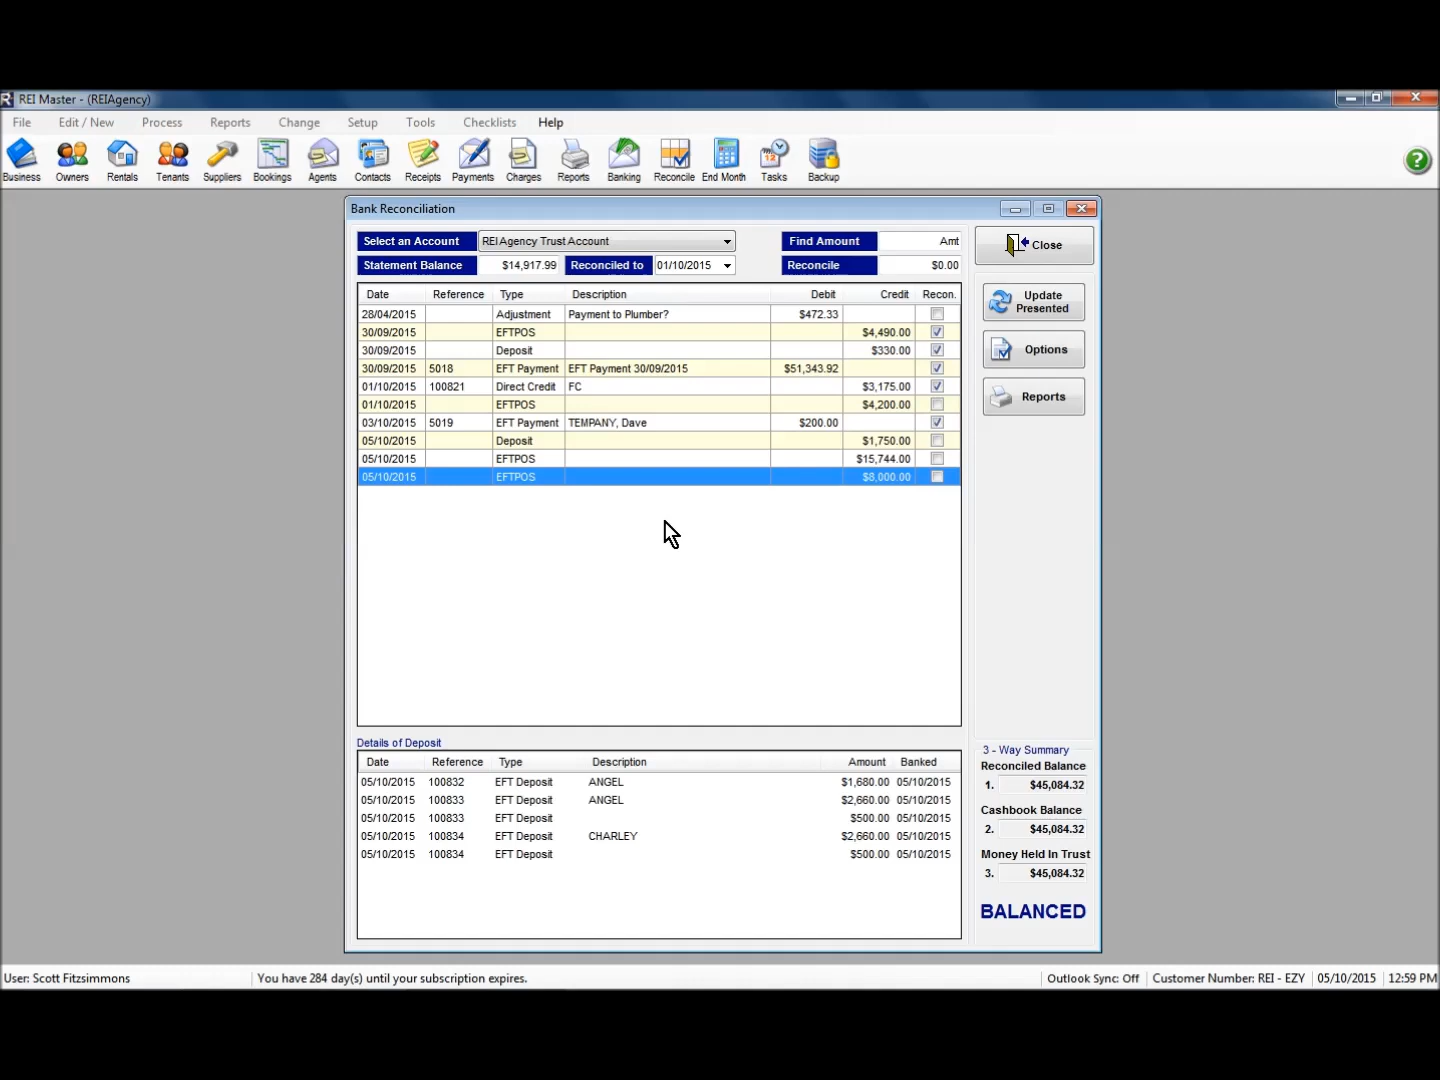 REI Master - (REIAgency)
File Edit / New Process Reports Change Setup Tools Checklists Help
Business Owners Rentals Tenants Suppliers Bookings Agents Contacts Receipts Payments Charges Reports Banking Reconcile End Month Tasks Backup
Bank Reconciliation
Select an Account REI Agency Trust Account Find Amount Amt
Statement Balance $14,917.99 Reconciled to 01/10/2015 Reconcile $0.00
Date Reference Type Description Debit Credit Recon.
28/04/2015 Adjustment Payment to Plumber? $472.33
30/09/2015 EFTPOS $4,490.00
30/09/2015 Deposit $330.00
30/09/2015 5018 EFT Payment EFT Payment 30/09/2015 $51,343.92
01/10/2015 100821 Direct Credit FC $3,175.00
01/10/2015 EFTPOS $4,200.00
03/10/2015 5019 EFT Payment TEMPANY, Dave $200.00
05/10/2015 Deposit $1,750.00
05/10/2015 EFTPOS $15,744.00
05/10/2015 EFTPOS $8,000.00
Close
Update Presented
Options
Reports
Details of Deposit
Date Reference Type Description Amount Banked
05/10/2015 100832 EFT Deposit ANGEL $1,680.00 05/10/2015
05/10/2015 100833 EFT Deposit ANGEL $2,660.00 05/10/2015
05/10/2015 100833 EFT Deposit $500.00 05/10/2015
05/10/2015 100834 EFT Deposit CHARLEY $2,660.00 05/10/2015
05/10/2015 100834 EFT Deposit $500.00 05/10/2015
3 - Way Summary
Reconciled Balance
1. $45,084.32
Cashbook Balance
2. $45,084.32
Money Held In Trust
3. $45,084.32
BALANCED
User: Scott Fitzsimmons You have 284 day(s) until your subscription expires. Outlook Sync: Off Customer Number: REI - EZY 05/10/2015 12:59 PM